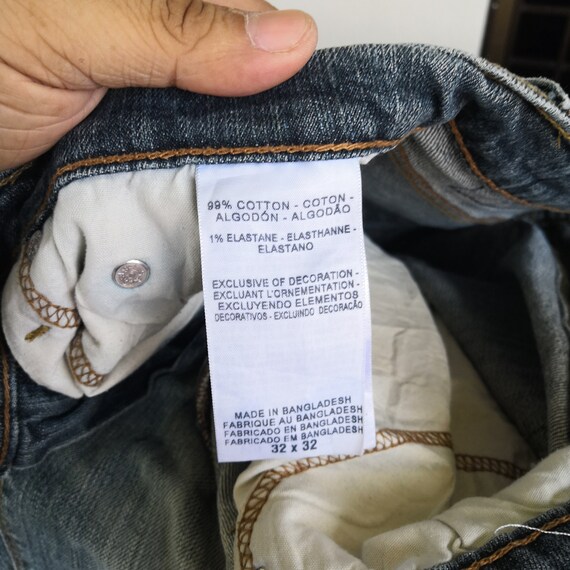 99% COTTON - COTON -
ALGODÓN - ALGODÃO
1% ELASTANE - ELASTHANNE -
ELASTANO
EXCLUSIVE OF DECORATION -
EXCLUANT L'ORNEMENTATION -
EXCLUYENDO ELEMENTOS
DECORATIVOS - EXCLUINDO DECORAÇÃO
MADE IN BANGLADESH
FABRIQUE AU BANGLADESH
FABRICADO EN BANGLADESH
FABRICADO EM BANGLADESH
32 x 32